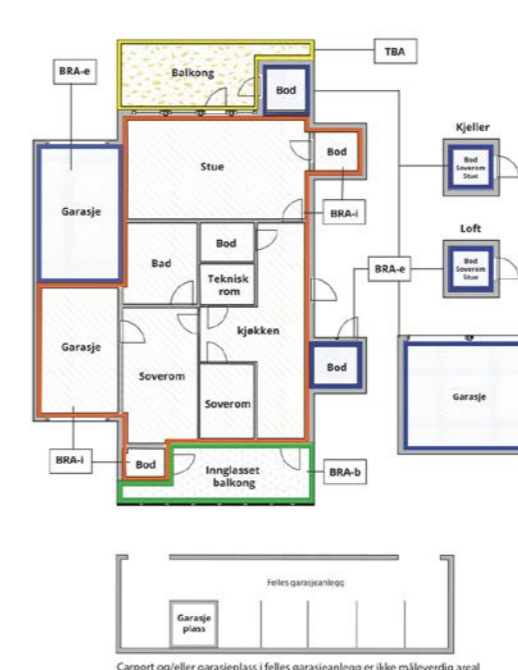 TBA
Balkong
BRA-e
Bod
Kjeller
Bod
Soverom
Stue
Bod
Stue
BRA-i
Garasje
Loft
Bod
Bad
Teknisk
rom
BRA-e
Bod
Soverom
Stue
kjøkken
Garasje
Soverom
Bod
Garasje
Soverom
BRA-i
Bod
Innglasset
balkong
BRA-b
Felles garasjeanlegg
Garasje
plass
Carport og/eller garasjeplass i felles garasjeanlegg er ikke måleverdig areal